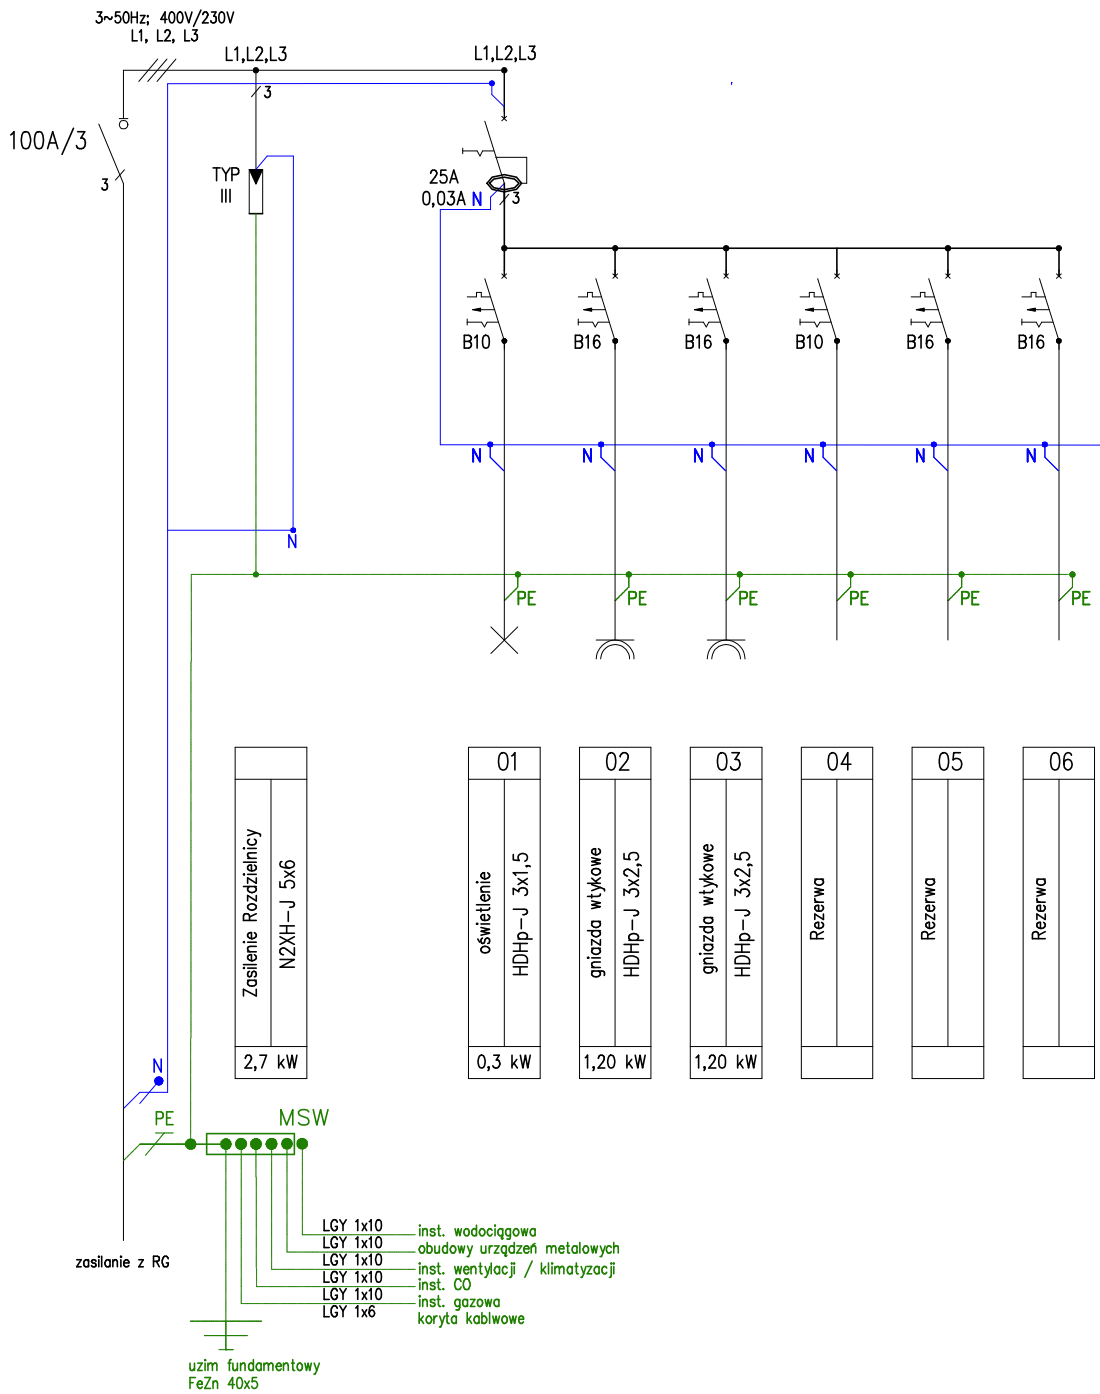 3~50Hz; 400V/230V
L1, L2, L3
L1,L2,L3
L1,L2,L3
3
100A/3
3
TYP
III
25A
0,03A N
3
B10
B16
B16
B10
B16
B16
N
N
N
N
N
N
N
PE
PE
PE
PE
PE
PE
Zasilenie Rozdzielnicy
N2XH-J 5x6
2,7 kW
01
oświetlenie
HDHp-J 3x1,5
0,3 kW
02
gniazda wtykowe
HDHp-J 3x2,5
1,20 kW
03
gniazda wtykowe
HDHp-J 3x2,5
1,20 kW
04
Rezerwa
05
Rezerwa
06
Rezerwa
N
PE
MSW
LGY 1x10 inst. wodociągowa
LGY 1x10 obudowy urządzeń metalowych
LGY 1x10 inst. wentylacji / klimatyzacji
LGY 1x10 inst. CO
LGY 1x10 inst. gazowa
LGY 1x6 koryta kablwowe
zasilanie z RG
uzim fundamentowy
FeZn 40x5